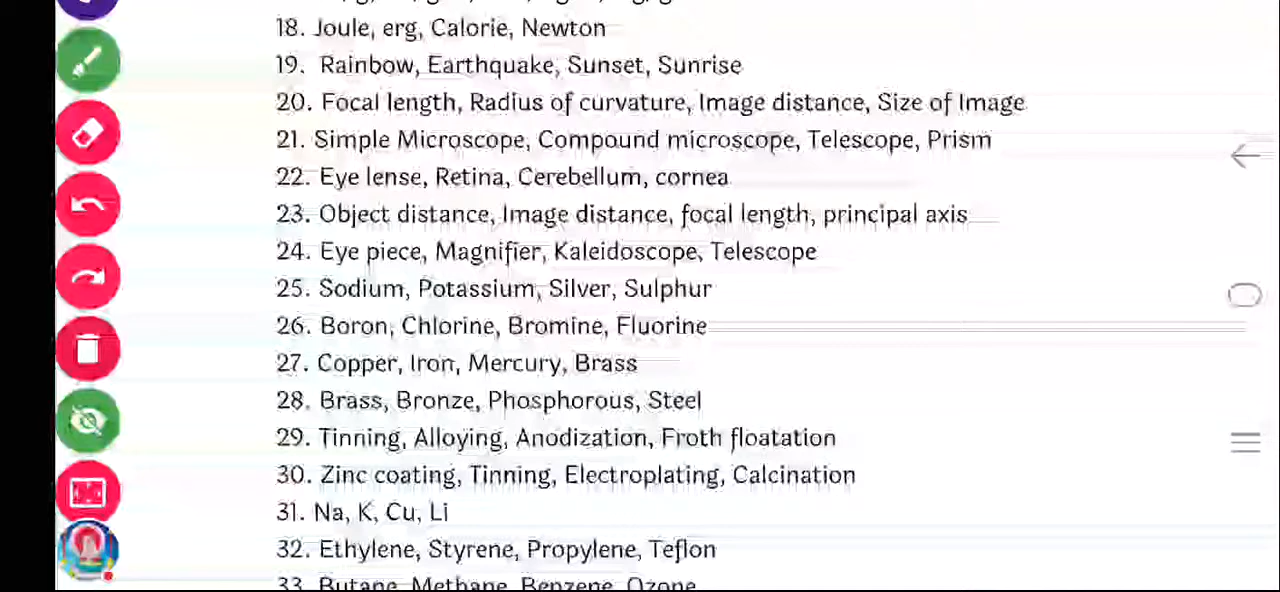 18. Joule, erg, Calorie, Newton
19. Rainbow, Earthquake, Sunset, Sunrise
20. Focal length, Radius of curvature, Image distance, Size of Image
21. Simple Microscope, Compound microscope, Telescope, Prism
22. Eye lense, Retina, Cerebellum, cornea
23. Object distance, Image distance, focal length, principal axis
24. Eye piece, Magnifier, Kaleidoscope, Telescope
25. Sodium, Potassium, Silver, Sulphur
26. Boron, Chlorine, Bromine, Fluorine
27. Copper, Iron, Mercury, Brass
28. Brass, Bronze, Phosphorous, Steel
29. Tinning, Alloying, Anodization, Froth floatation
30. Zinc coating, Tinning, Electroplating, Calcination
31. Na, K, Cu, Li
32. Ethylene, Styrene, Propylene, Teflon
33. Butane, Methane, Benzene, Ozone